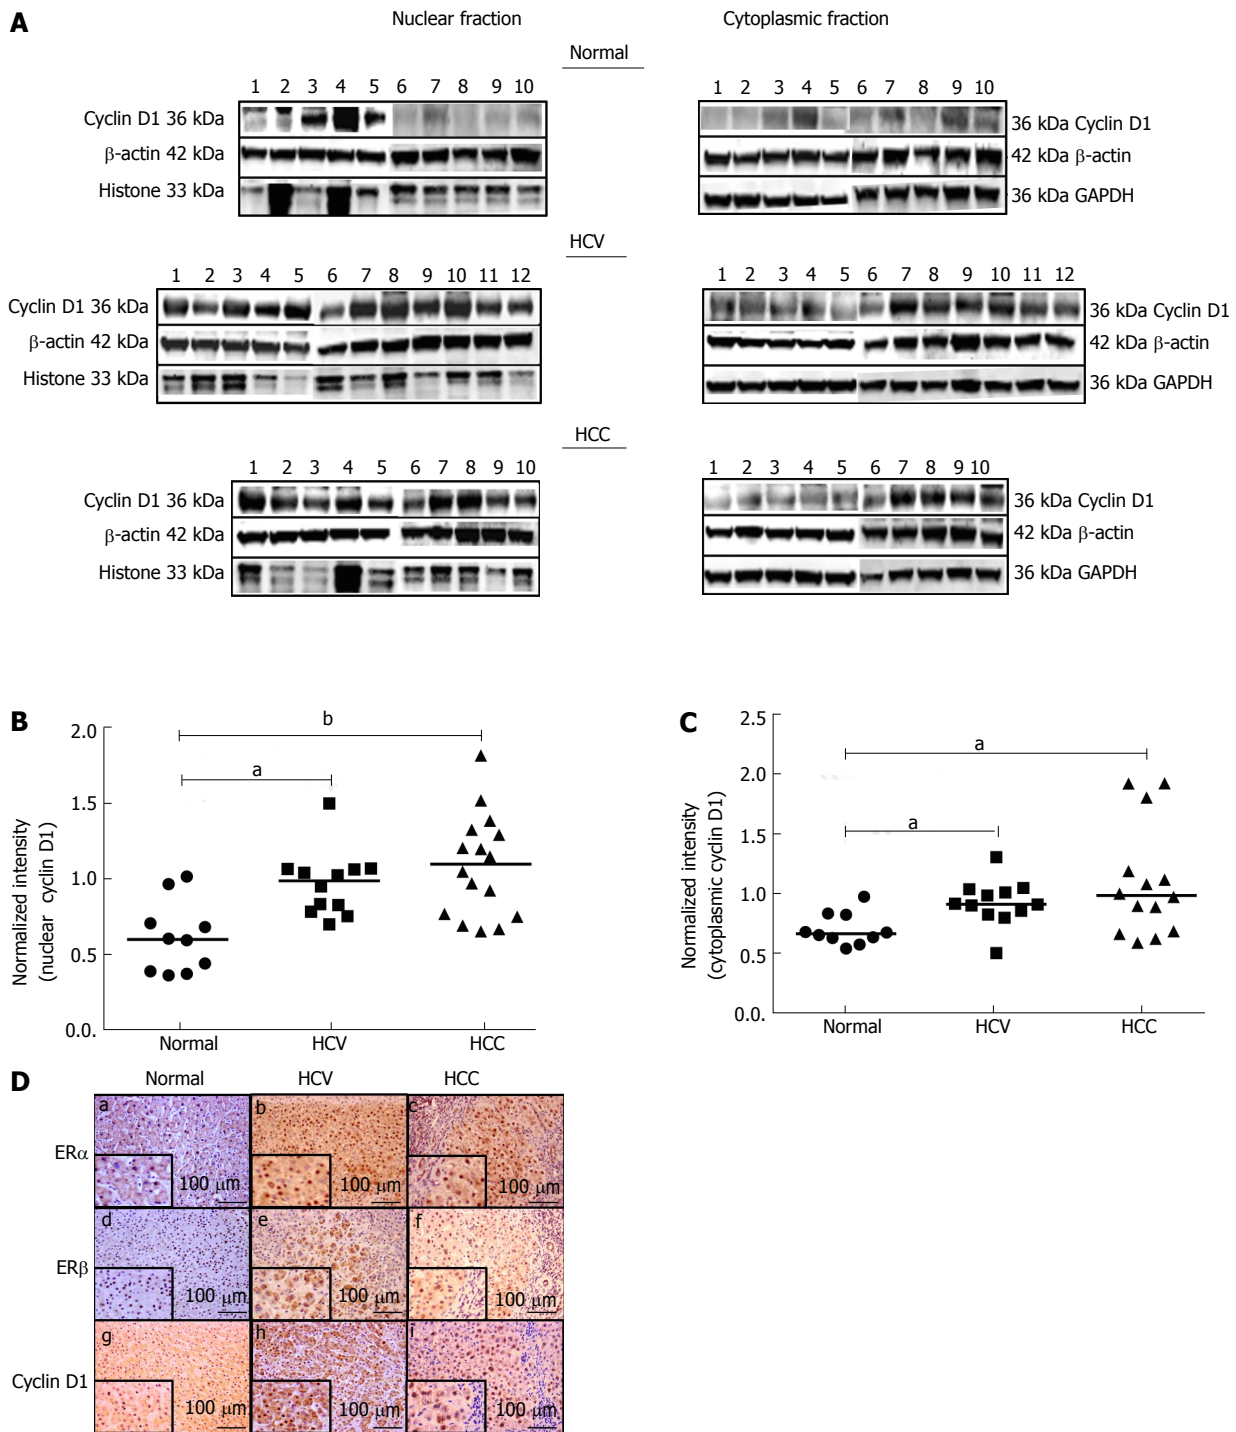 A
Nuclear fraction
Cytoplasmic fraction
Normal
1 2 3 4 5 6 7 8 9 10
1 2 3 4 5 6 7 8 9 10
Cyclin D1 36 kDa
36 kDa Cyclin D1
β-actin 42 kDa
42 kDa β-actin
Histone 33 kDa
36 kDa GAPDH
HCV
1 2 3 4 5 6 7 8 9 10 11 12
1 2 3 4 5 6 7 8 9 10 11 12
Cyclin D1 36 kDa
36 kDa Cyclin D1
β-actin 42 kDa
42 kDa β-actin
Histone 33 kDa
36 kDa GAPDH
HCC
1 2 3 4 5 6 7 8 9 10
1 2 3 4 5 6 7 8 9 10
Cyclin D1 36 kDa
36 kDa Cyclin D1
β-actin 42 kDa
42 kDa β-actin
Histone 33 kDa
36 kDa GAPDH
B
Normalized intensity
(nuclear cyclin D1)
2.0
1.5
1.0
0.5
0.0
b
a
Normal HCV HCC
C
Normalized intensity
(cytoplasmic cyclin D1)
2.5
2.0
1.5
1.0
0.5
0.0
a
a
Normal HCV HCC
D
Normal HCV HCC
ERα
a b c
100 μm 100 μm 100 μm
ERβ
d e f
100 μm 100 μm 100 μm
Cyclin D1
g h i
100 μm 100 μm 100 μm